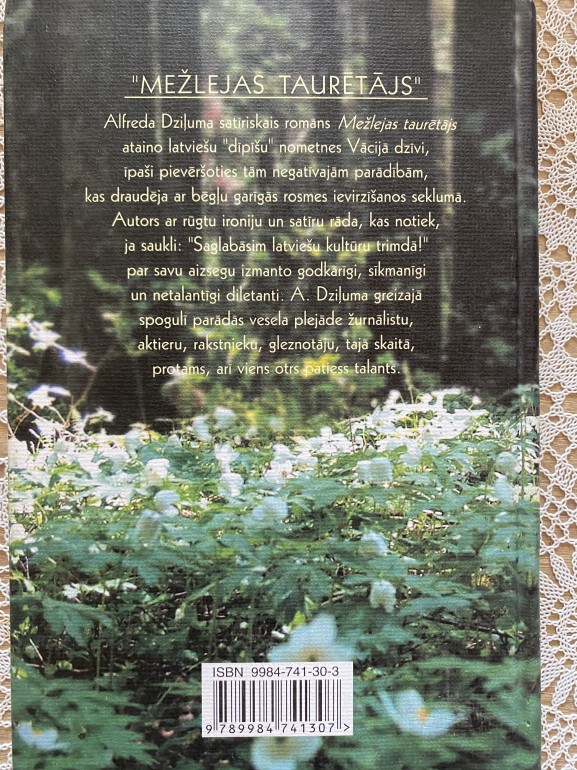 "MEŽLEJAS TAURĒTĀJS"
Alfreda Dziļuma satīriskais romāns Mežlejas taurētājs
ataino latviešu "dīpīšu" nometnes Vācijā dzīvi,
īpaši pievēršoties tām negatīvajām parādībām,
kas draudēja ar bēgļu garīgās rosmes ievirzīšanos seklumā.
Autors ar rūgtu ironiju un satīru rāda, kas notiek,
ja saukli: "Saglabāsim latviešu kultūru trimdā!"
par savu aizsegu izmanto godkārīgi, sīkmanīgi
un netalantīgi diletanti. A. Dziļuma greizajā
spogulī parādās vesela plejāde žurnālistu,
aktieru, rakstnieku, gleznotāju, tajā skaitā,
protams, arī viens otrs patiess talants.
ISBN 9984-741-30-3
9 789984 741307 >